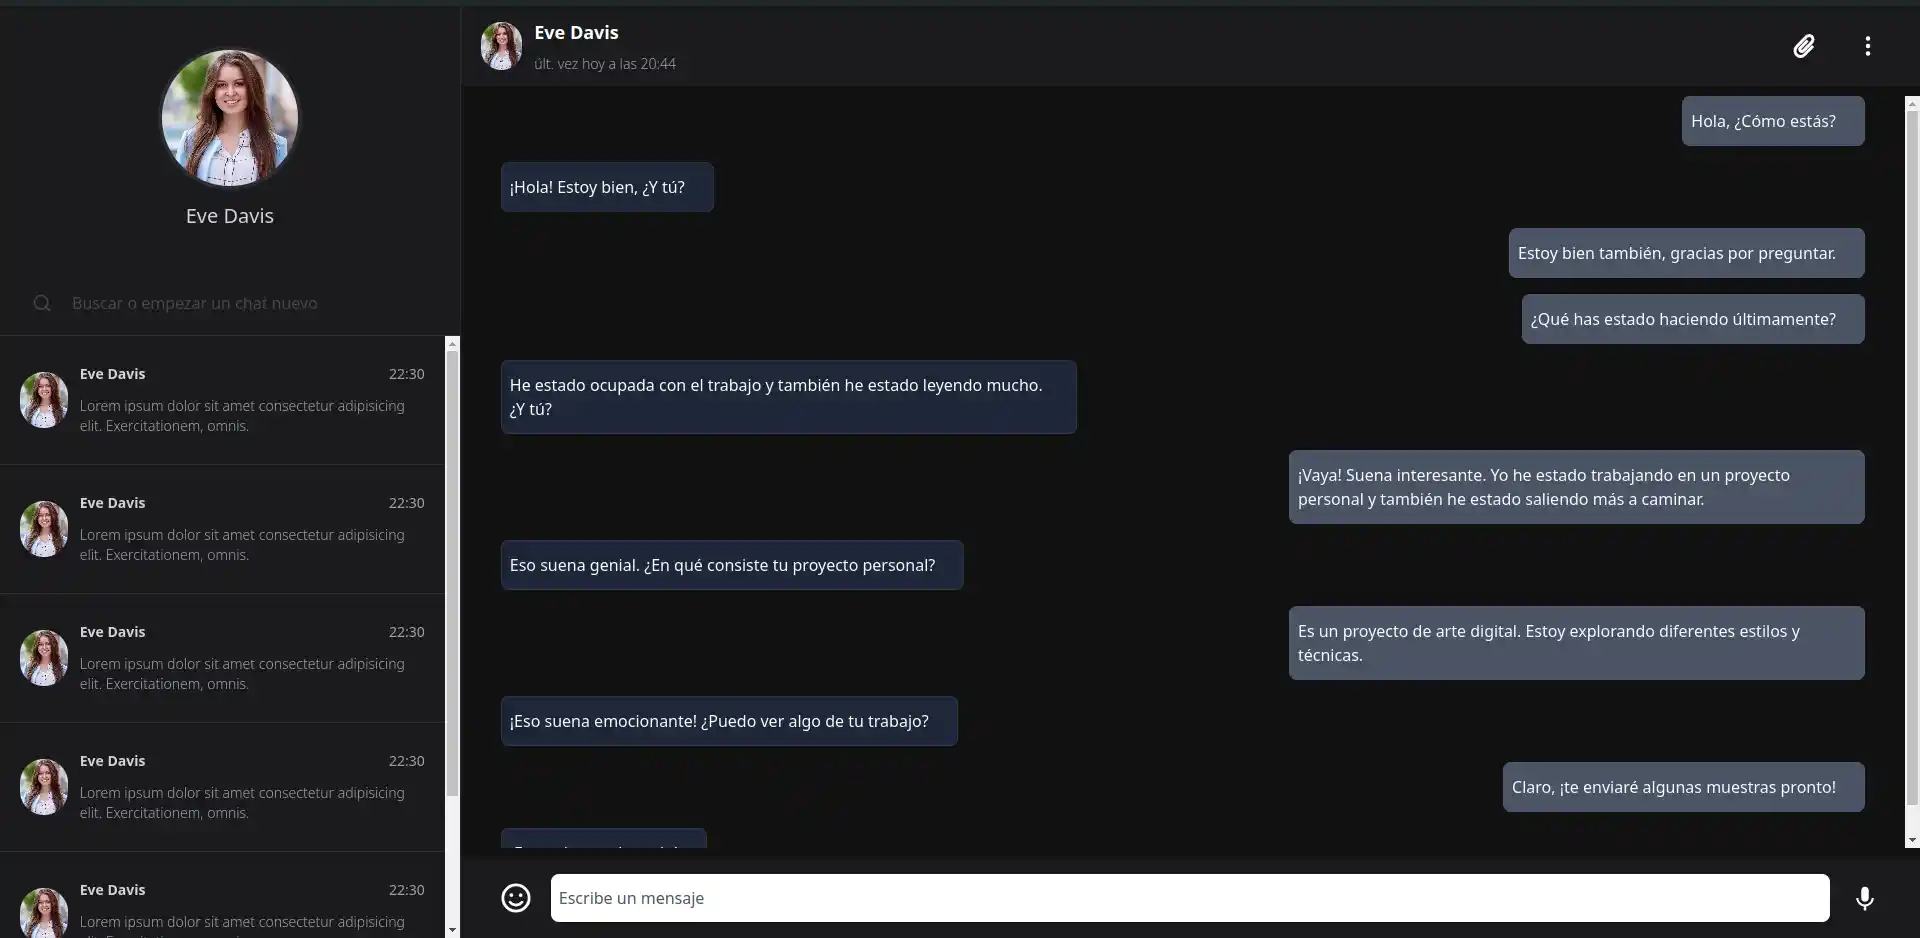 Eve Davis
Buscar o empezar un chat nuevo
Eve Davis 22:30
Lorem ipsum dolor sit amet consectetur adipisicing
elit. Exercitationem, omnis.
Eve Davis 22:30
Lorem ipsum dolor sit amet consectetur adipisicing
elit. Exercitationem, omnis.
Eve Davis 22:30
Lorem ipsum dolor sit amet consectetur adipisicing
elit. Exercitationem, omnis.
Eve Davis 22:30
Lorem ipsum dolor sit amet consectetur adipisicing
elit. Exercitationem, omnis.
Eve Davis 22:30
Lorem ipsum dolor sit amet consectetur adipisicing
Eve Davis
últ. vez hoy a las 20:44
Hola, ¿Cómo estás?
¡Hola! Estoy bien, ¿Y tú?
Estoy bien también, gracias por preguntar.
¿Qué has estado haciendo últimamente?
He estado ocupada con el trabajo y también he estado leyendo mucho.
¿Y tú?
¡Vaya! Suena interesante. Yo he estado trabajando en un proyecto
personal y también he estado saliendo más a caminar.
Eso suena genial. ¿En qué consiste tu proyecto personal?
Es un proyecto de arte digital. Estoy explorando diferentes estilos y
técnicas.
¡Eso suena emocionante! ¿Puedo ver algo de tu trabajo?
Claro, ¡te enviaré algunas muestras pronto!
Escribe un mensaje